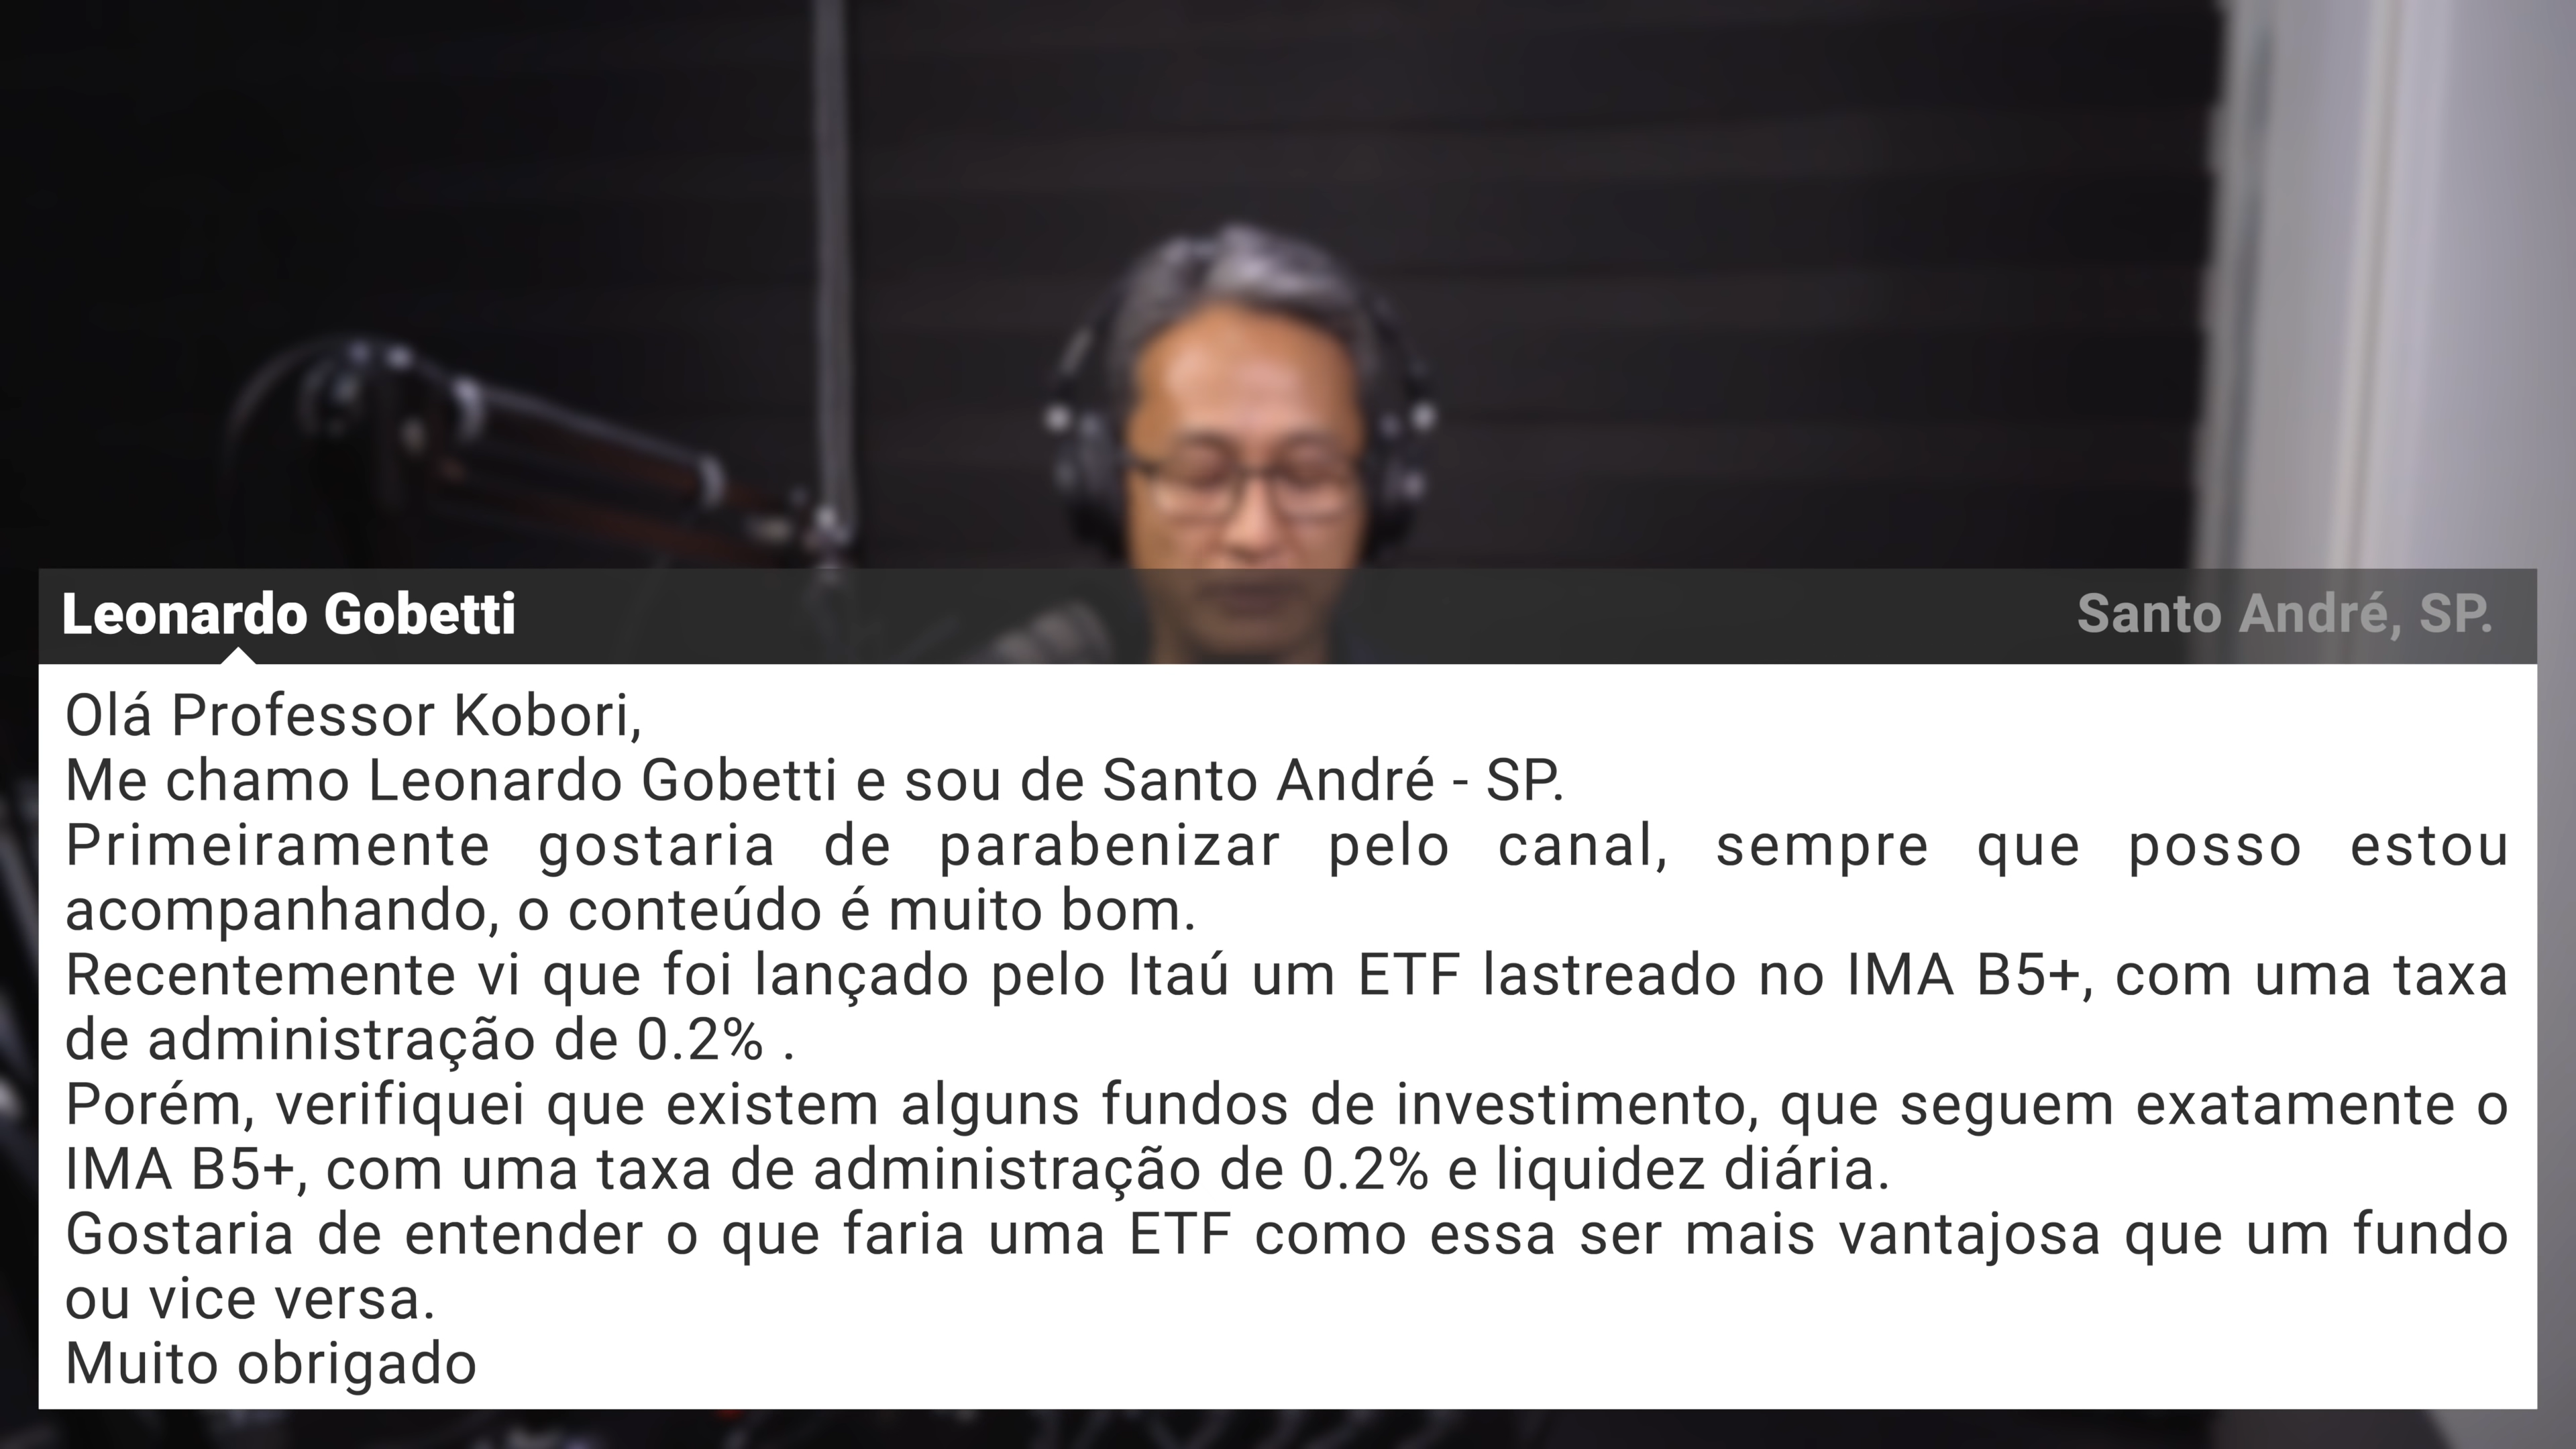 Leonardo Gobetti
Santo André, SP.
Olá Professor Kobori,
Me chamo Leonardo Gobetti e sou de Santo André - SP.
Primeiramente gostaria de parabenizar pelo canal, sempre que posso estou
acompanhando, o conteúdo é muito bom.
Recentemente vi que foi lançado pelo Itaú um ETF lastreado no IMA B5+, com uma taxa
de administração de 0.2% .
Porém, verifiquei que existem alguns fundos de investimento, que seguem exatamente o
IMA B5+, com uma taxa de administração de 0.2% e liquidez diária.
Gostaria de entender o que faria uma ETF como essa ser mais vantajosa que um fundo
ou vice versa.
Muito obrigado